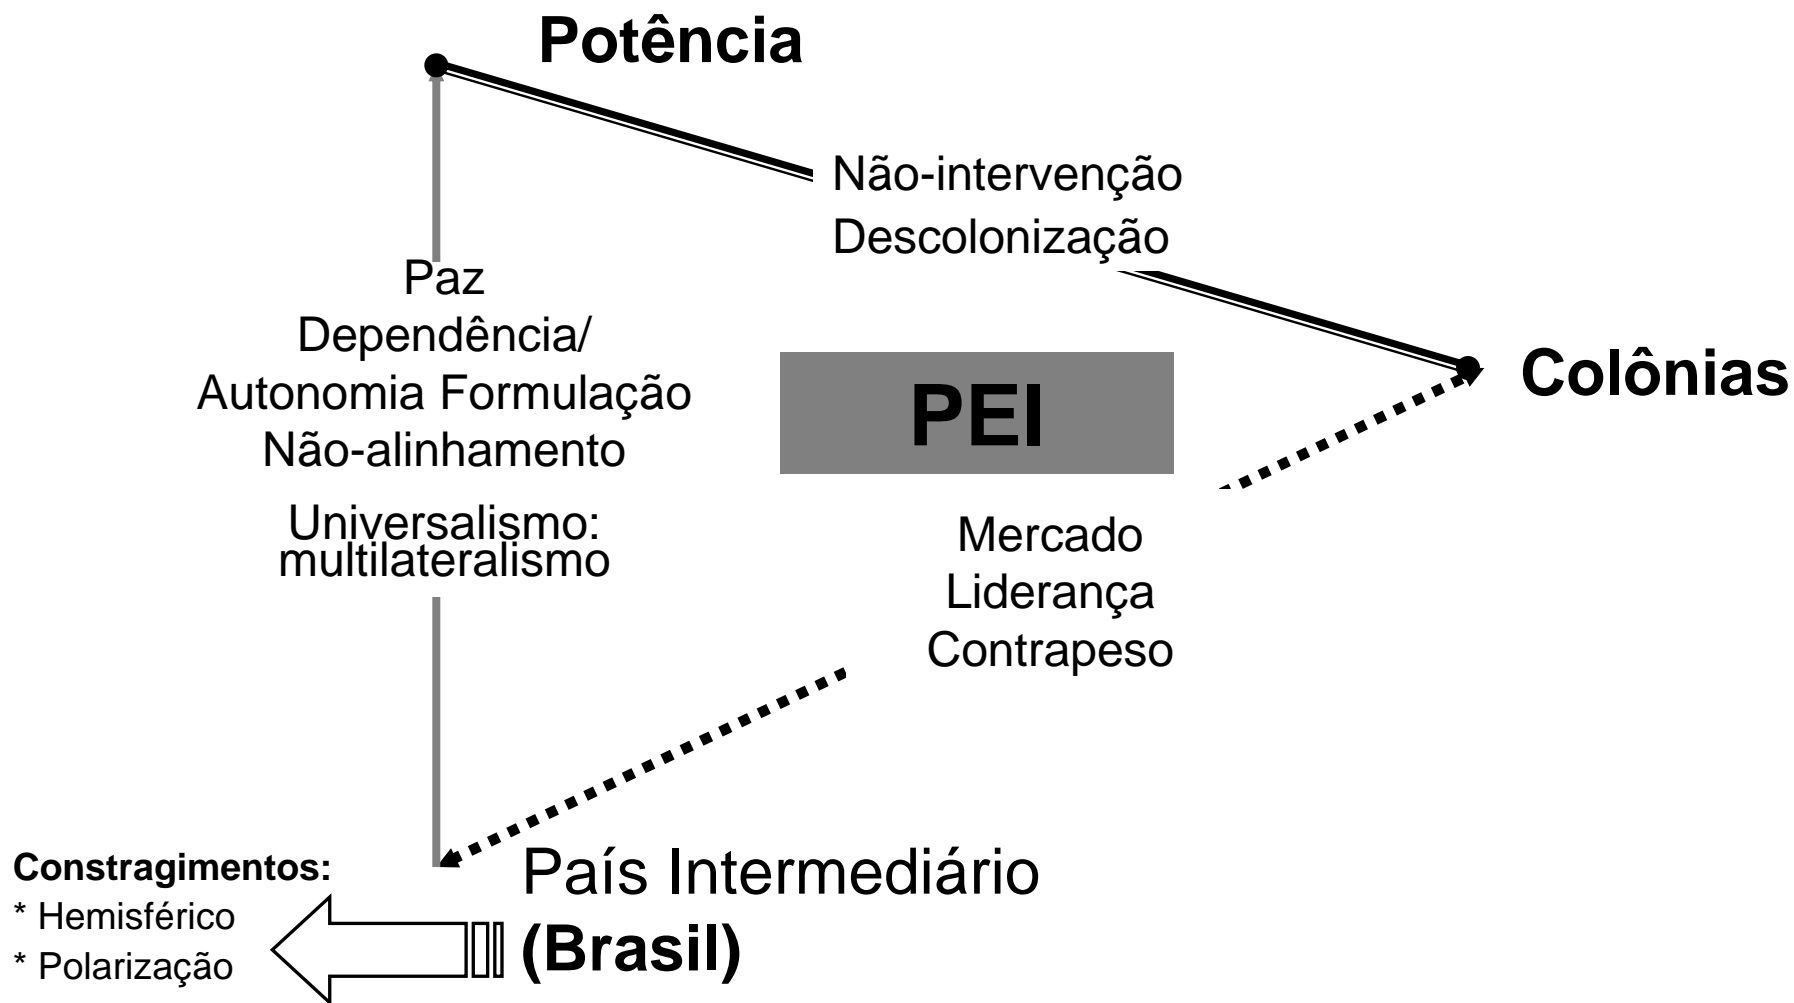 Potência
Não-intervenção
Descolonização
Paz
Dependência/
Autonomia Formulação
Não-alinhamento
Universalismo:
multilateralismo
PEI
Colônias
Mercado
Liderança
Contrapeso
Constragimentos:
* Hemisférico
* Polarização
País Intermediário
(Brasil)